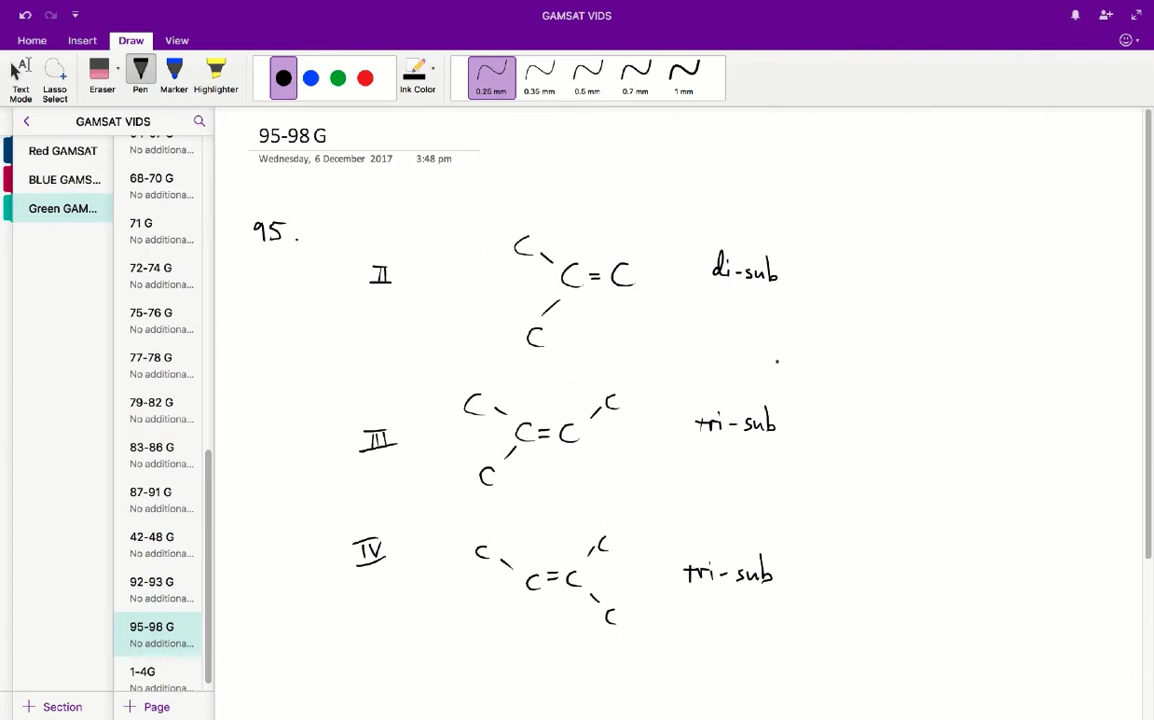 GAMSAT VIDS
Home Insert Draw View
Text Mode
Lasso Select
Eraser
Pen
Marker
Highlighter
Ink Color
0.25 mm
0.35 mm
0.5 mm
0.7 mm
1 mm
GAMSAT VIDS
Red GAMSAT
BLUE GAMS...
Green GAM...
No additiona...
68-70 G
No additiona...
71 G
No additiona...
72-74 G
No additiona...
75-76 G
No additiona...
77-78 G
No additiona...
79-82 G
No additiona...
83-86 G
No additiona...
87-91 G
No additiona...
42-48 G
No additiona...
92-93 G
No additiona...
95-98 G
No additiona...
1-4G
No additiona...
+ Section
+ Page
95-98 G
Wednesday, 6 December 2017 3:48 pm
95.
C
II C=C di-sub
C
C C
III C=C tri-sub
C
C C
IV C=C tri-sub
C